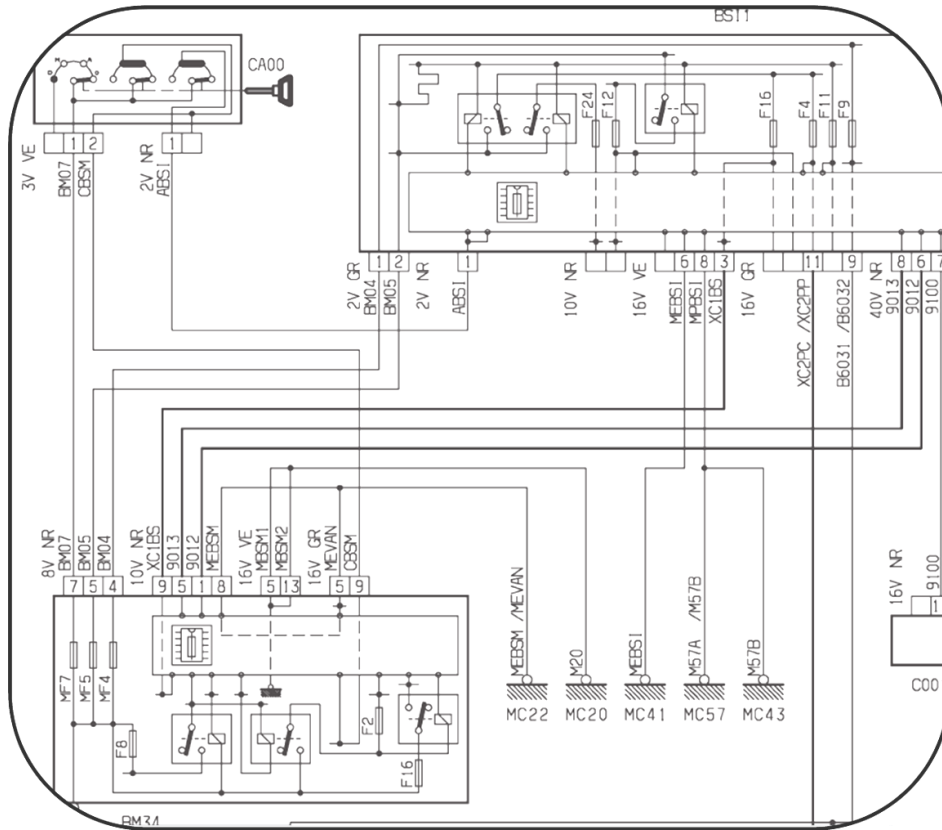 BSI1
CA00
M
A
D
S
F24
F12
F16
F4
F11
F9
1 2
1
3V VE
BM07
CBSM
2V NR
ABSI
1 2
1
6 8 3
11
9
8 6 7
2V GR
BM04
BM05
2V NR
ABSI
10V NR
16V VE
MEBSI
MPBSI
XC1BS
16V GR
XC2PC /XC2PP
B6031 /B6032
40V NR
9013
9012
9100
8V NR
BM07
BM05
BM04
10V NR
XC1BS
9013
9012
MEBSM
16V VE
MBSM1
MBSM2
16V GR
MEVAN
CBSM
7 5 4
9 5 1 8
5 13
5 9
16V NR
9100
1
MEBSM /MEVAN
M20
MEBSI
M57A /M57B
M57B
MC22
MC20
MC41
MC57
MC43
C00
MF7
MF5
MF4
F8
F2
F16
BM34